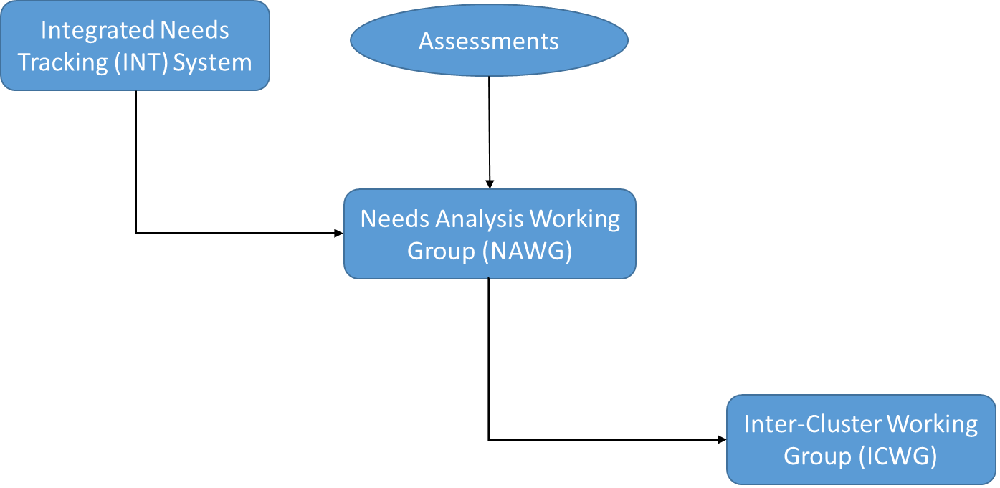 Integrated Needs
Tracking (INT) System
Assessments
Needs Analysis Working
Group (NAWG)
Inter-Cluster Working
Group (ICWG)